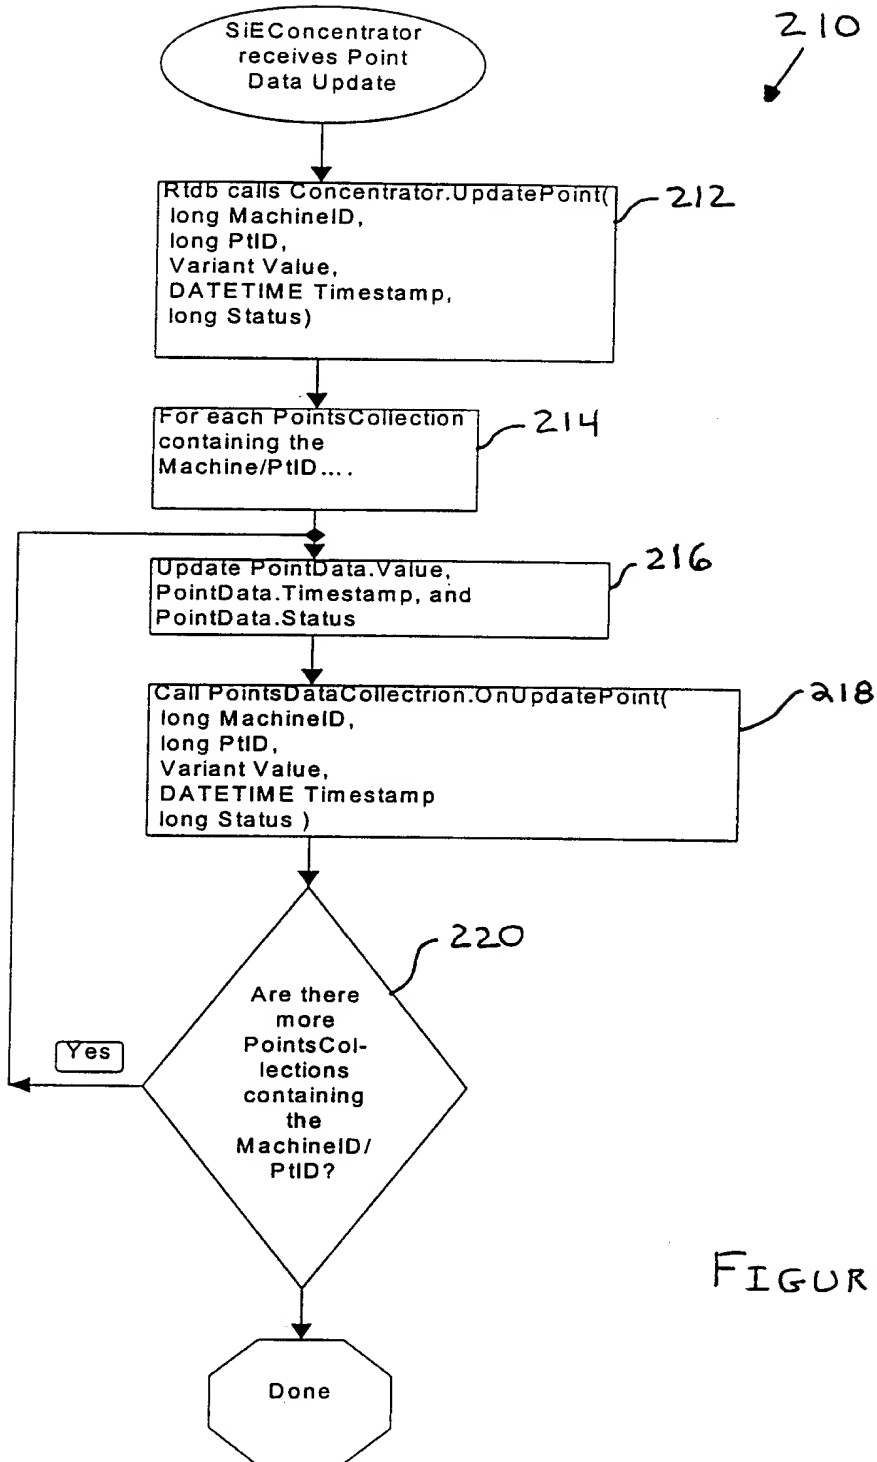 SiEConcentrator
receives Point
Data Update
210
Rtdb calls Concentrator.UpdatePoint(
long MachineID,
long PtID,
Variant Value,
DATETIME Timestamp,
long Status)
212
For each PointsCollection
containing the
Machine/PtID....
214
Update PointData.Value,
PointData.Timestamp, and
PointData.Status
216
Call PointsDataCollectrion.OnUpdatePoint(
long MachineID,
long PtID,
Variant Value,
DATETIME Timestamp
long Status )
218
220
Are there
more
PointsCol-
lections
containing
the
MachineID/
PtID?
Yes
FIGUR
Done